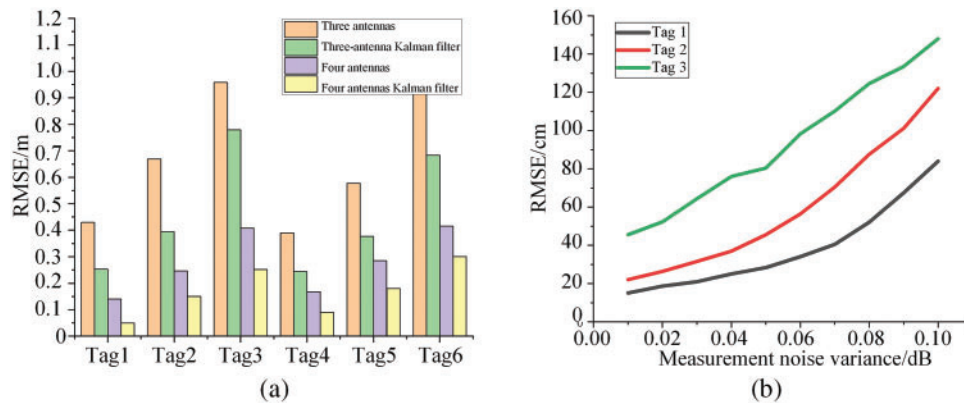 1.2
1.1
1.0
0.9
0.8
0.7
0.6
0.5
0.4
0.3
0.2
0.1
0
RMSE/m
Three antennas
Three-antenna Kalman filter
Four antennas
Four antennas Kalman filter
Tag1 Tag2 Tag3 Tag4 Tag5 Tag6
(a)
160
140
120
100
80
60
40
20
0
0
RMSE/cm
Tag 1
Tag 2
Tag 3
0.00 0.02 0.04 0.06 0.08 0.10
Measurement noise variance/dB
(b)